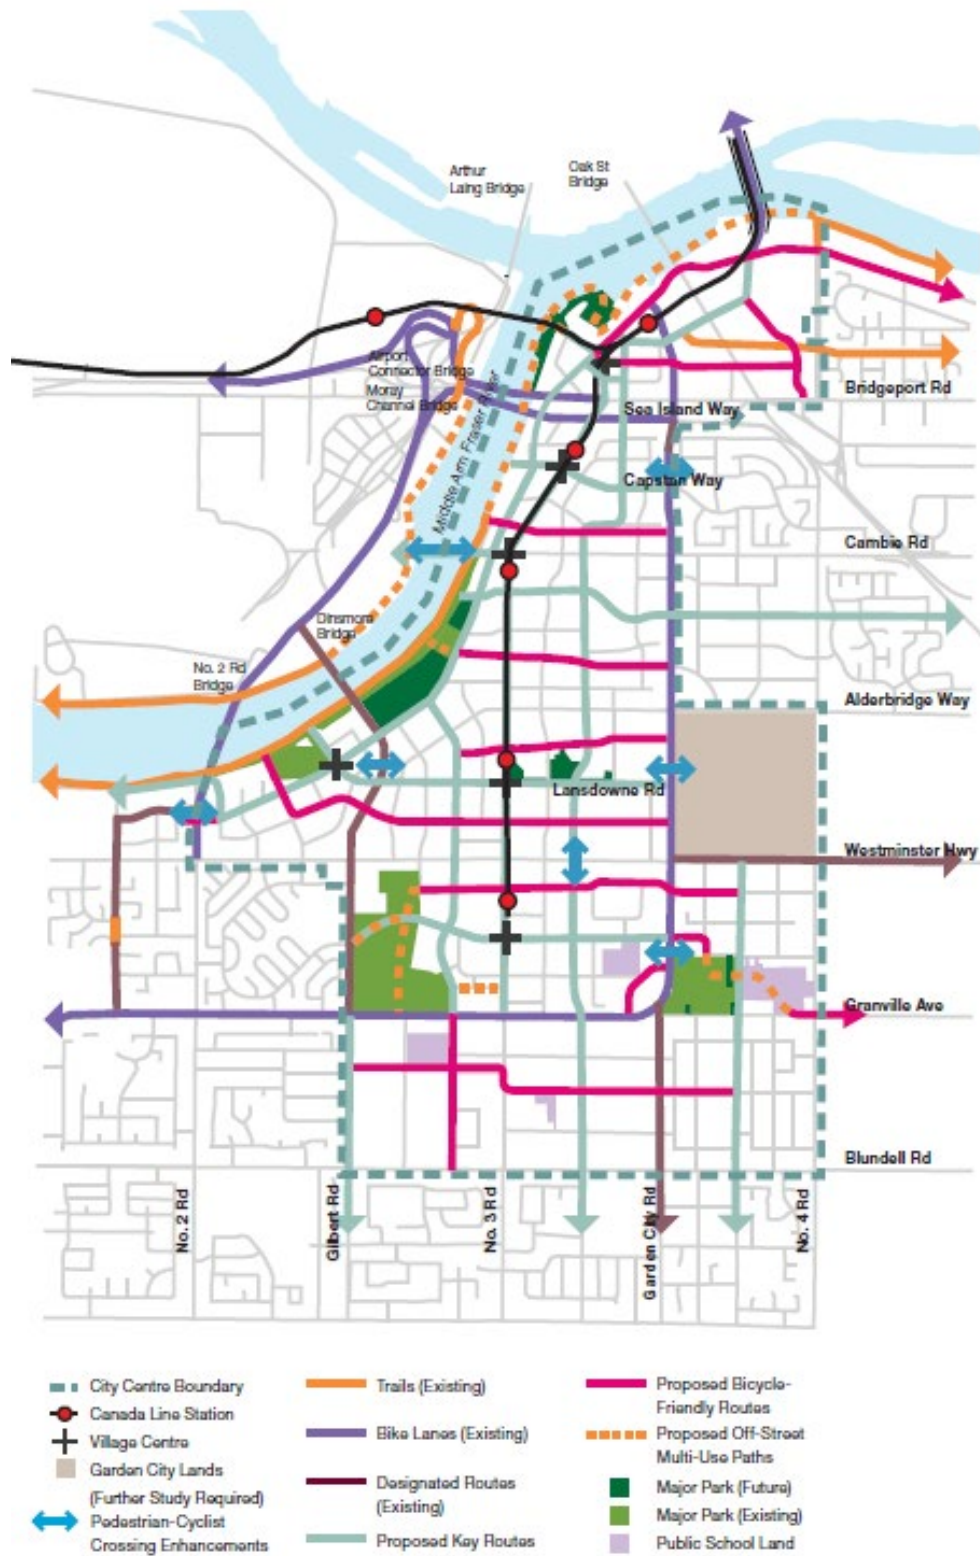 Arthur
Laing Bridge
Oak St
Bridge
Airport
Connector Bridge
Moray
Channel Bridge
Middle Arm Fraser River
Bridgeport Rd
Sea Island Way
Capstan Way
Cambie Rd
Dinsmore
Bridge
No. 2 Rd
Bridge
Alderbridge Way
Lansdowne Rd
Westminster Hwy
Granville Ave
Blundell Rd
No. 2 Rd
Gilbert Rd
No. 3 Rd
Garden City Rd
No. 4 Rd
City Centre Boundary
Canada Line Station
Village Centre
Garden City Lands
(Further Study Required)
Pedestrian-Cyclist
Crossing Enhancements
Trails (Existing)
Bike Lanes (Existing)
Designated Routes
(Existing)
Proposed Key Routes
Proposed Bicycle-
Friendly Routes
Proposed Off-Street
Multi-Use Paths
Major Park (Future)
Major Park (Existing)
Public School Land